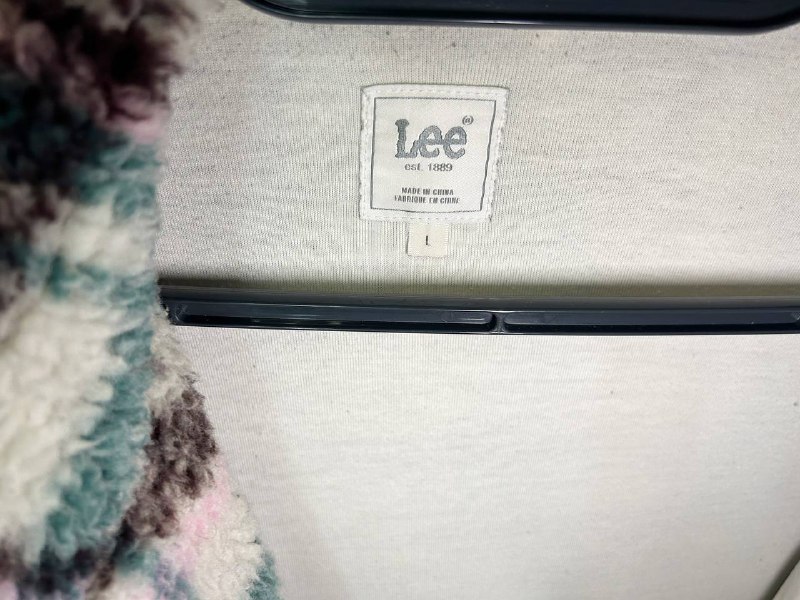 Lee®
est. 1889
MADE IN CHINA
FABRIQUE EN CHINE
L